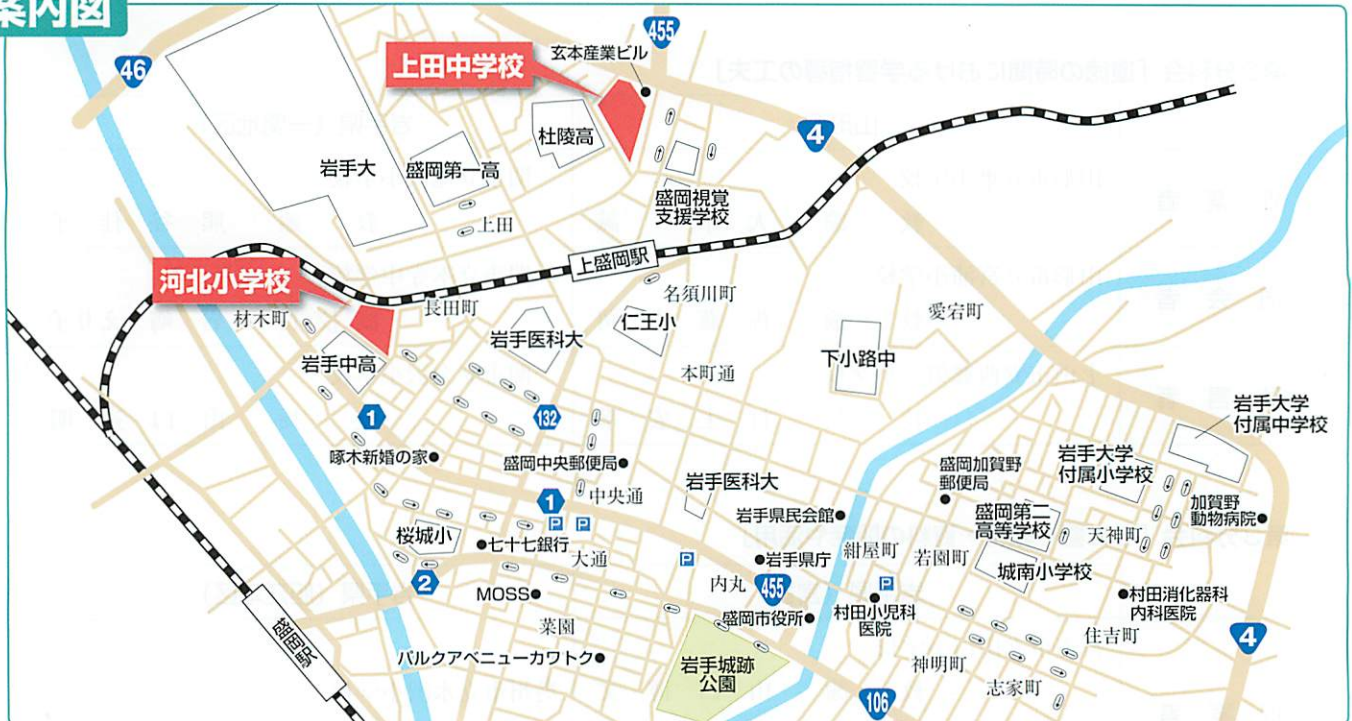 案内図
46
455
玄本産業ビル
上田中学校
杜陵高
4
岩手大
盛岡第一高
盛岡視覚
支援学校
上田
上盛岡駅
河北小学校
名須川町
材木町
長田町
愛宕町
岩手医科大
仁王小
岩手中高
下小路中
本町通
1
132
岩手大学
付属中学校
啄木新婚の家
盛岡中央郵便局
岩手大学
付属小学校
盛岡加賀野
郵便局
岩手医科大
1
中央通
加賀野
動物病院
岩手県民会館
盛岡第二
高等学校
P
P
桜城小
七十七銀行
天神町
大通
紺屋町
若園町
P
岩手県庁
城南小学校
2
内丸
455
P
MOSS
村田消化器科
内科医院
盛岡市役所
村田小児科
医院
菜園
住吉町
4
盛岡駅
パルクアベニューカワトク
岩手城跡
公園
神明町
志家町
106